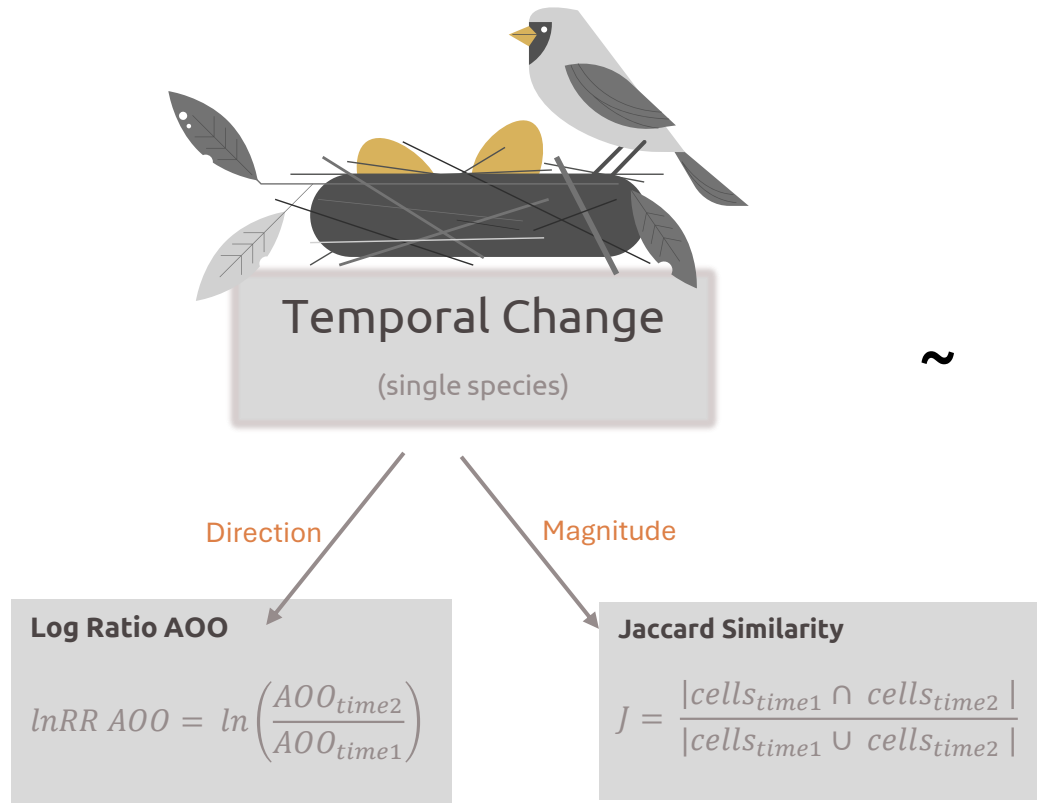 Temporal Change
(single species)
~
Direction
Magnitude
Log Ratio AOO
lnRR AOO = ln(AOO_time2 / AOO_time1)
Jaccard Similarity
J = |cells_time1 ∩ cells_time2 | / |cells_time1 ∪ cells_time2 |